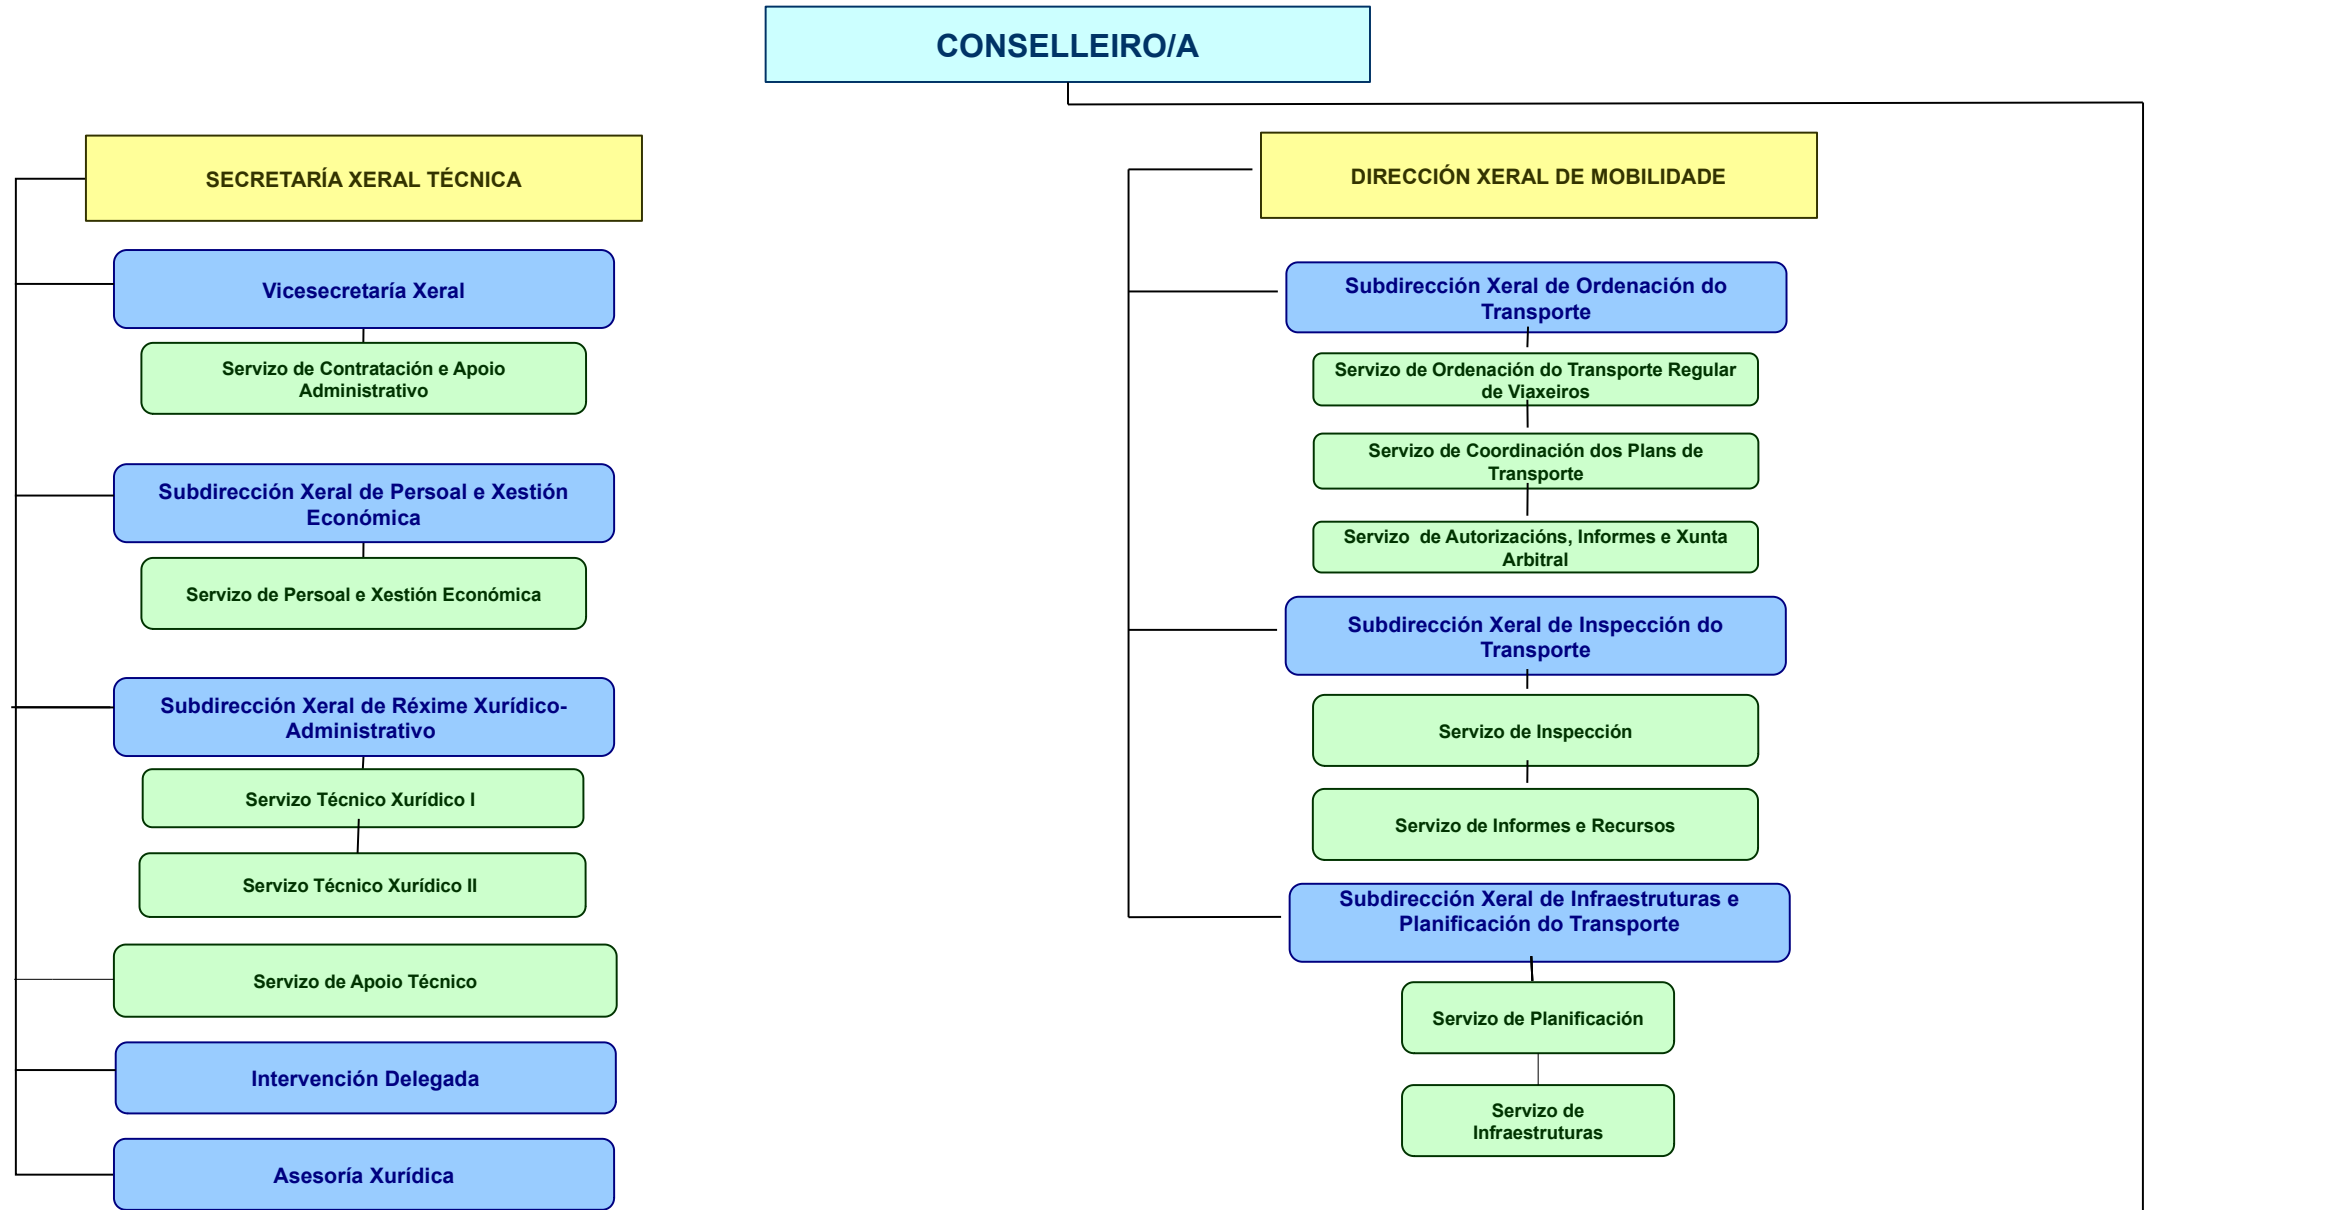 CONSELLEIRO/A
SECRETARÍA XERAL TÉCNICA
Vicesecretaría Xeral
Servizo de Contratación e Apoio
Administrativo
Subdirección Xeral de Persoal e Xestión
Económica
Servizo de Persoal e Xestión Económica
Subdirección Xeral de Réxime Xurídico-
Administrativo
Servizo Técnico Xurídico I
Servizo Técnico Xurídico II
Servizo de Apoio Técnico
Intervención Delegada
Asesoría Xurídica
DIRECCIÓN XERAL DE MOBILIDADE
Subdirección Xeral de Ordenación do
Transporte
Servizo de Ordenación do Transporte Regular
de Viaxeiros
Servizo de Coordinación dos Plans de
Transporte
Servizo  de Autorizacións, Informes e Xunta
Arbitral
Subdirección Xeral de Inspección do
Transporte
Servizo de Inspección
Servizo de Informes e Recursos
Subdirección Xeral de Infraestruturas e
Planificación do Transporte
Servizo de Planificación
Servizo de
Infraestruturas